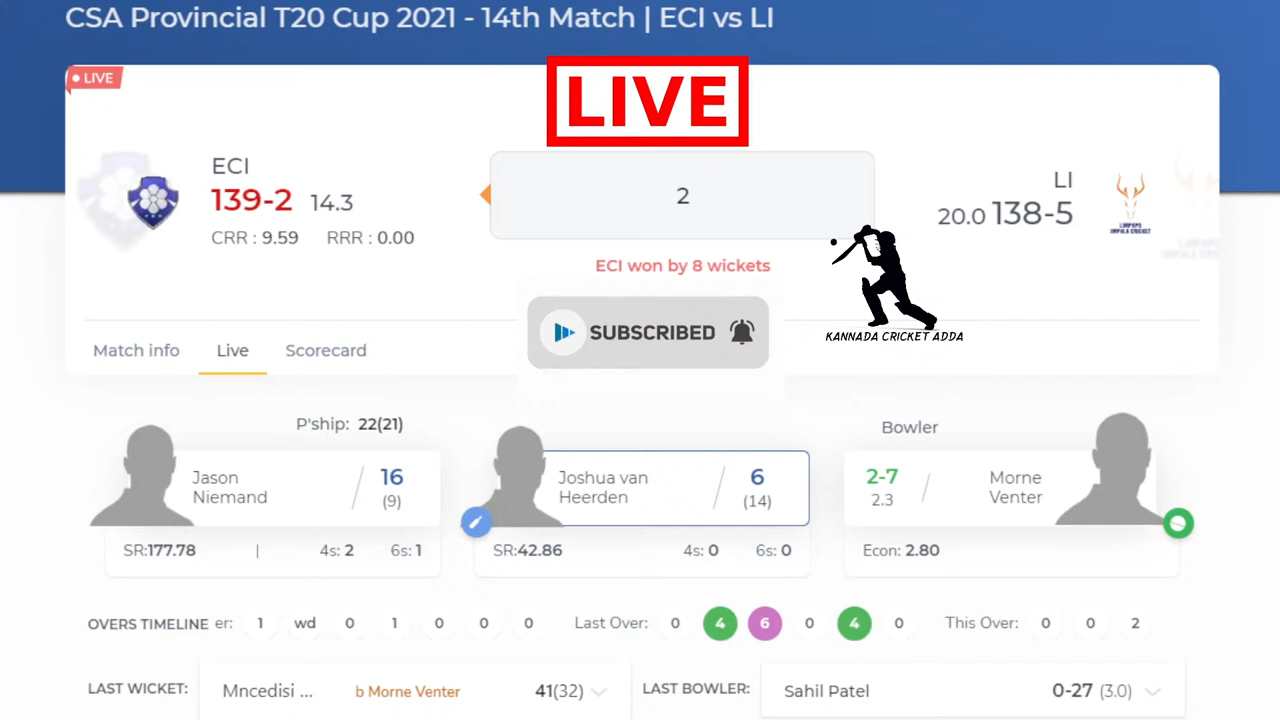 CSA Provincial T20 Cup 2021 - 14th Match | ECI vs LI
LIVE
LIVE
ECI
139-2 14.3
CRR : 9.59 RRR : 0.00
2
ECI won by 8 wickets
LI
20.0 138-5
LIMPOPO
IMPALA CRICKET
SUBSCRIBED
KANNADA CRICKET ADDA
Match info Live Scorecard
P'ship: 22(21)
Bowler
Jason
Niemand
16
(9)
SR:177.78 | 4s: 2 6s: 1
Joshua van
Heerden
6
(14)
SR:42.86 4s: 0 6s: 0
2-7
2.3
Morne
Venter
Econ: 2.80
OVERS TIMELINE er: 1 wd 0 1 0 0 0 Last Over: 0 4 6 0 4 0 This Over: 0 0 2
LAST WICKET: Mncedisi ... b Morne Venter 41(32) LAST BOWLER: Sahil Patel 0-27 (3.0)